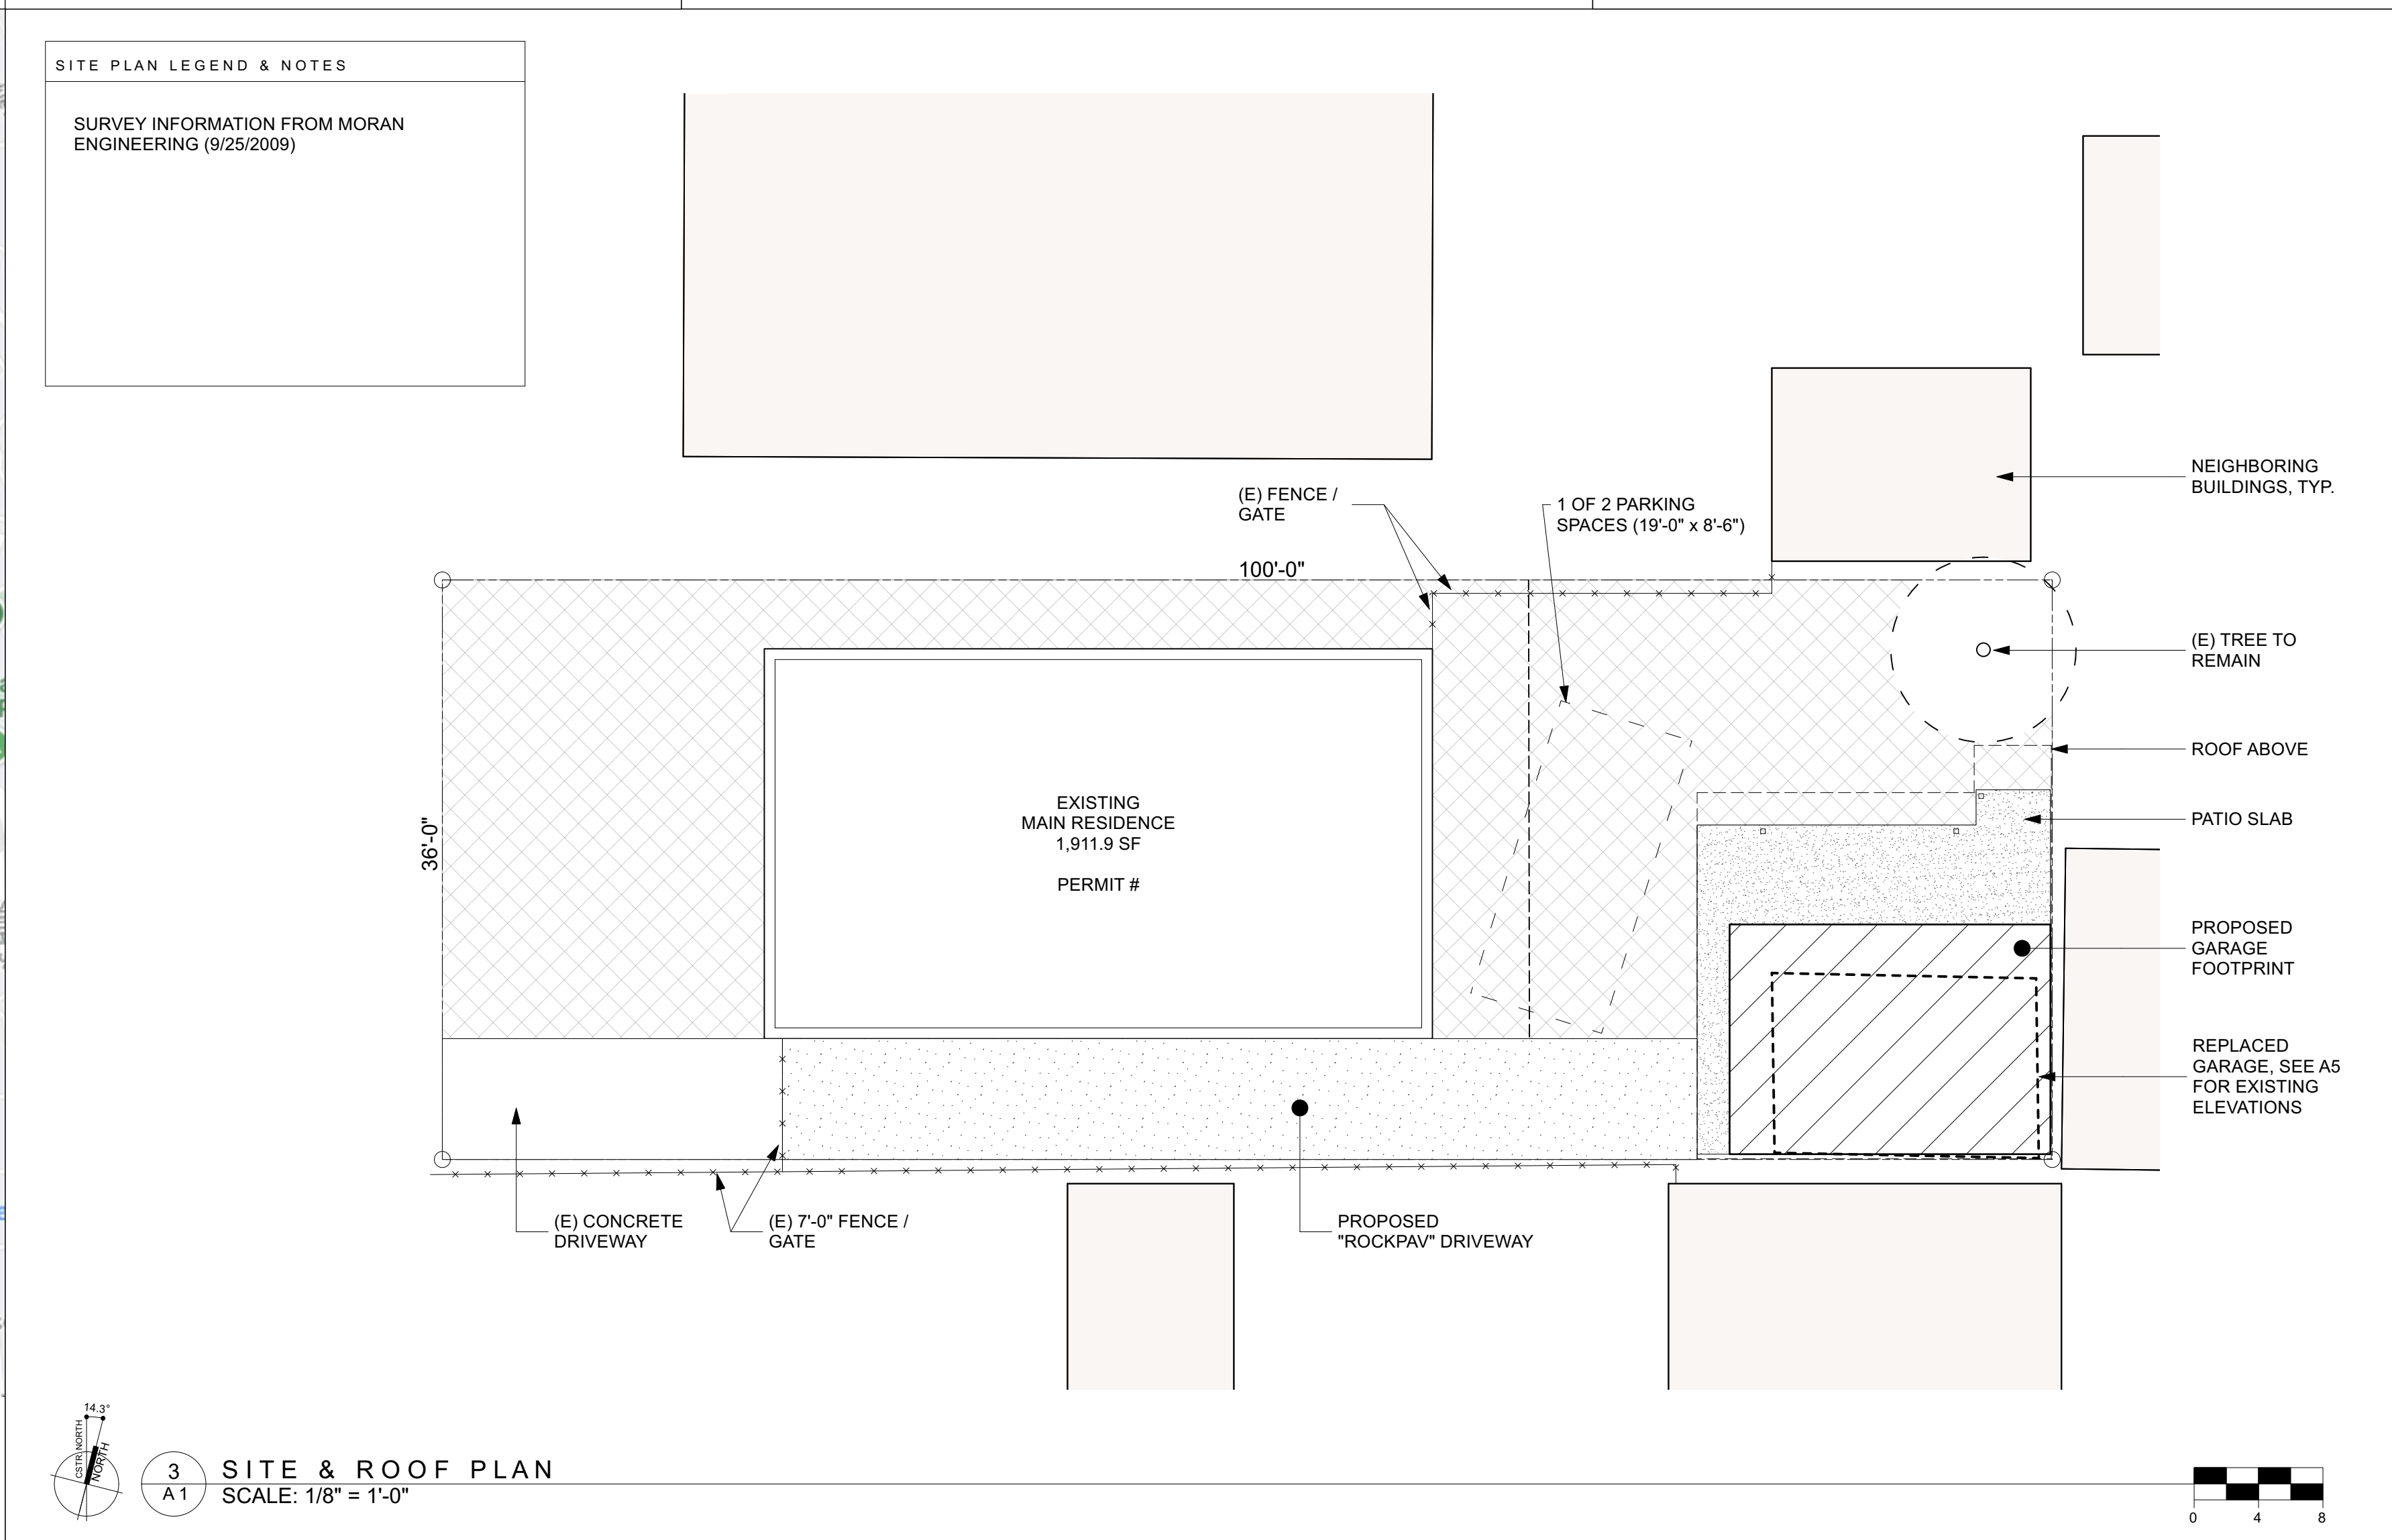 SITE PLAN LEGEND & NOTES
SURVEY INFORMATION FROM MORAN
ENGINEERING (9/25/2009)
(E) FENCE /
GATE
1 OF 2 PARKING
SPACES (19'-0" x 8'-6")
NEIGHBORING
BUILDINGS, TYP.
100'-0"
(E) TREE TO
REMAIN
ROOF ABOVE
36'-0"
EXISTING
MAIN RESIDENCE
1,911.9 SF
PERMIT #
PATIO SLAB
PROPOSED
GARAGE
FOOTPRINT
REPLACED
GARAGE, SEE A5
FOR EXISTING
ELEVATIONS
(E) CONCRETE
DRIVEWAY
(E) 7'-0" FENCE /
GATE
PROPOSED
"ROCKPAV" DRIVEWAY
14.3°
CSTR. NORTH
NORTH
3
A 1
SITE & ROOF PLAN
SCALE: 1/8" = 1'-0"
0 4 8